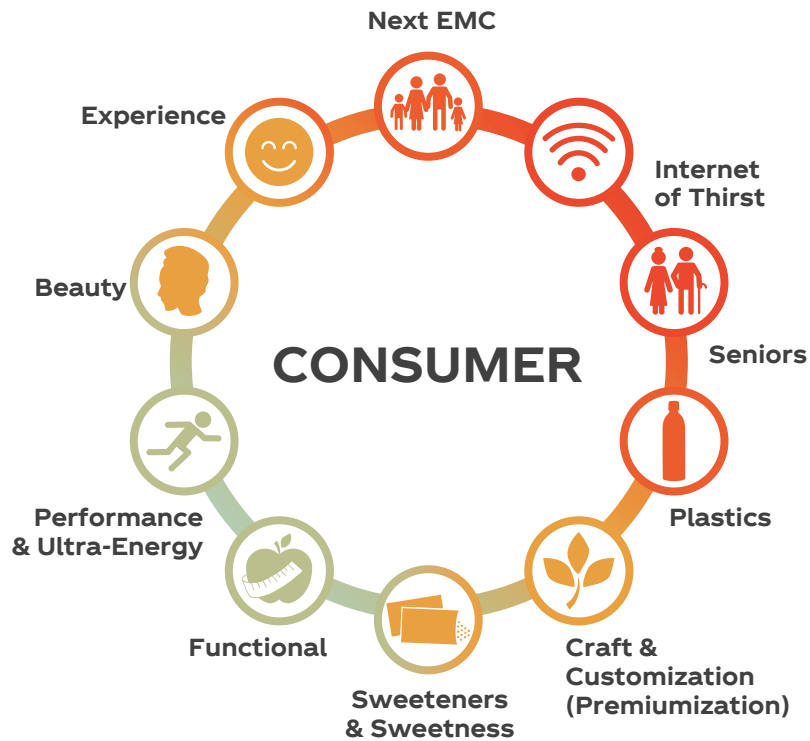 Next EMC
Experience
Internet
of Thirst
Beauty
Seniors
CONSUMER
Performance
& Ultra-Energy
Plastics
Functional
Craft &
Customization
(Premiumization)
Sweeteners
& Sweetness